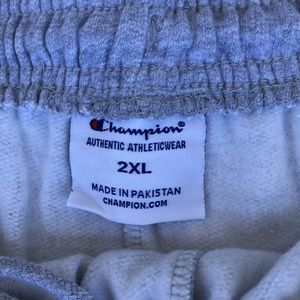 Champion®
AUTHENTIC ATHLETICWEAR
2XL
MADE IN PAKISTAN
CHAMPION.COM